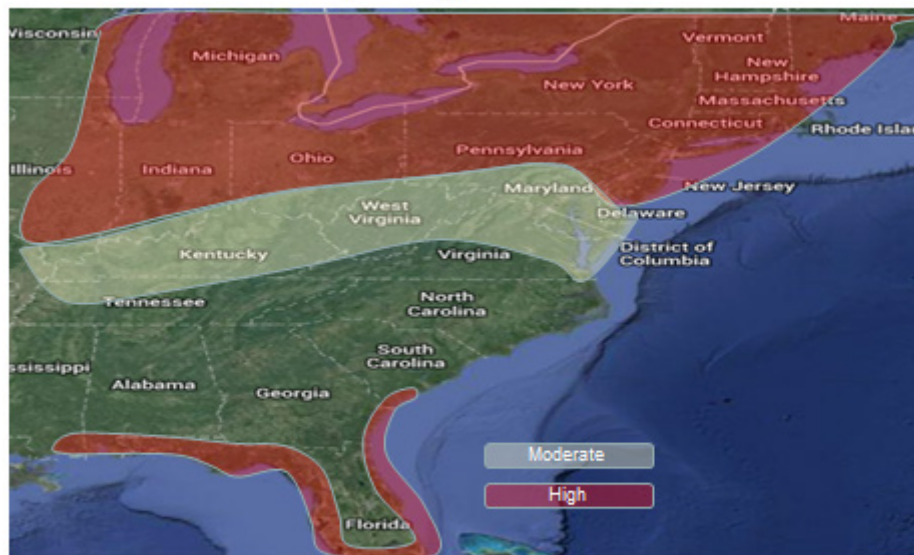 Maine
Wisconsin
Vermont
Michigan
New
Hampshire
New York
Massachusetts
Connecticut
Rhode Islan
Pennsylvania
Ohio
Illinois
Indiana
New Jersey
Maryland
West
Virginia
Delaware
District of
Columbia
Kentucky
Virginia
Tennessee
North
Carolina
South
Carolina
ssissippi
Alabama
Georgia
Moderate
High
Florida